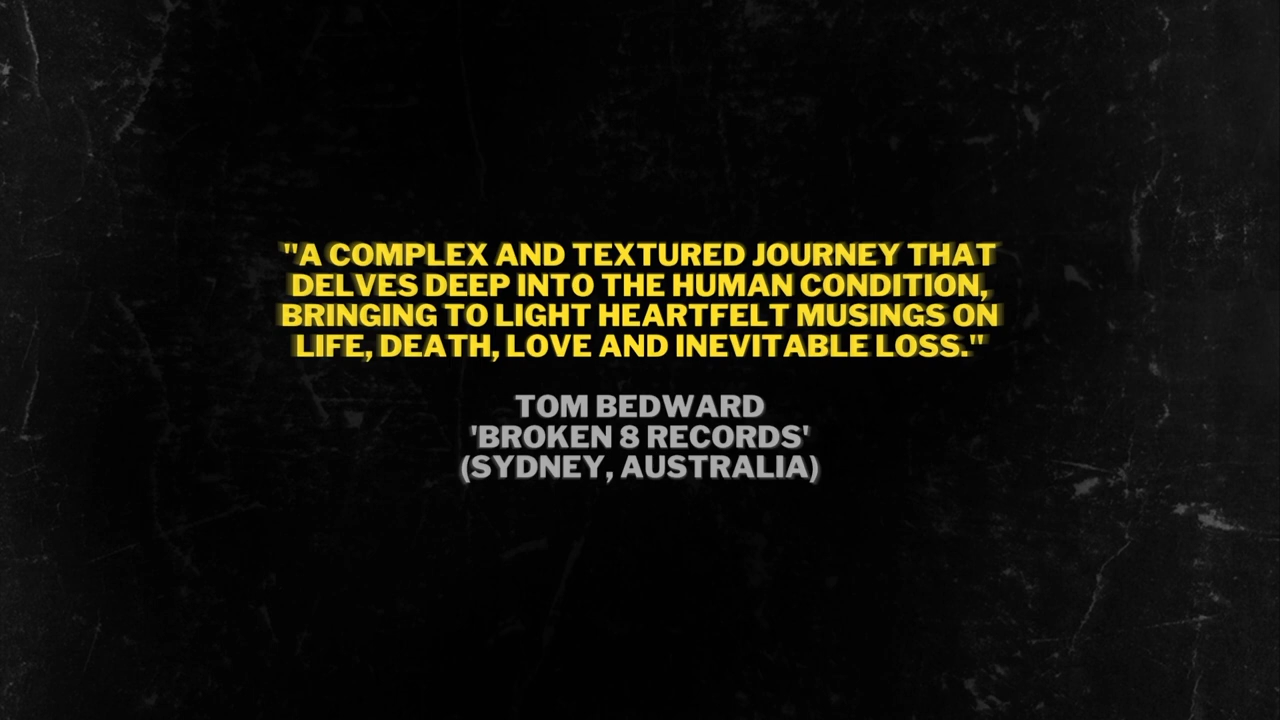 "A COMPLEX AND TEXTURED JOURNEY THAT
DELVES DEEP INTO THE HUMAN CONDITION,
BRINGING TO LIGHT HEARTFELT MUSINGS ON
LIFE, DEATH, LOVE AND INEVITABLE LOSS."
TOM BEDWARD
'BROKEN 8 RECORDS'
(SYDNEY, AUSTRALIA)